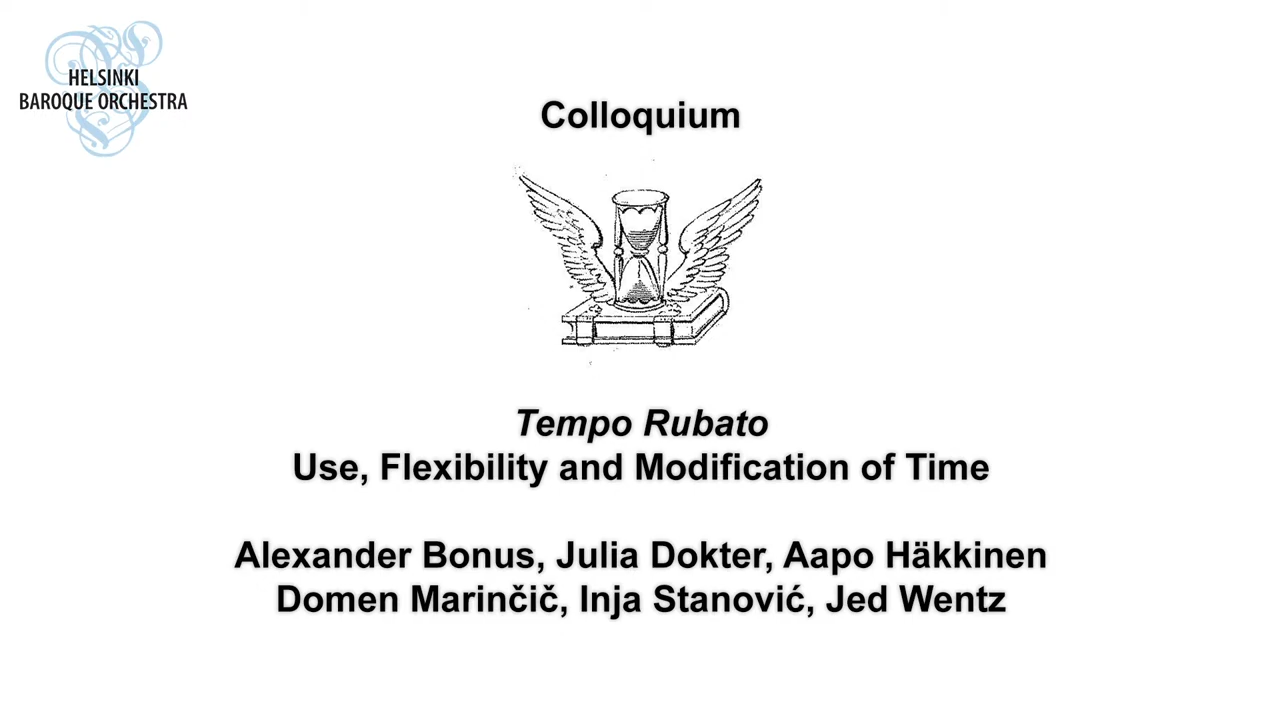 HELSINKI
BAROQUE ORCHESTRA
Colloquium
Tempo Rubato
Use, Flexibility and Modification of Time
Alexander Bonus, Julia Dokter, Aapo Häkkinen
Domen Marinčič, Inja Stanović, Jed Wentz